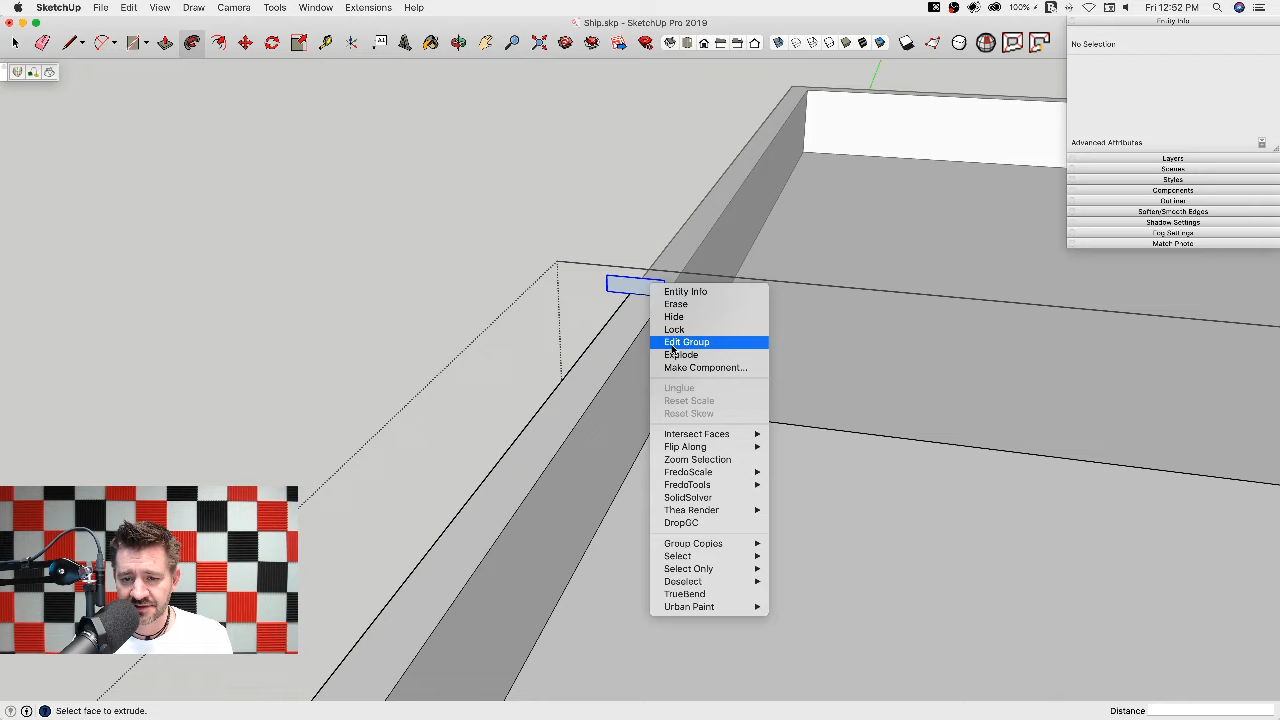 SketchUp File Edit View Draw Camera Tools Window Extensions Help 100% Fri 12:52 PM
Ship.skp - SketchUp Pro 2019
Entity Info
No Selection
Advanced Attributes
Layers
Scenes
Styles
Components
Outliner
Soften/Smooth Edges
Shadow Settings
Fog Settings
Match Photo
Entity Info
Erase
Hide
Lock
Edit Group
Explode
Make Component...
Unglue
Reset Scale
Reset Skew
Intersect Faces
Flip Along
Zoom Selection
FredoScale
FredoTools
SolidSolver
Thea Render
DropGC
Group Copies
Select
Select Only
Deselect
TrueBend
Urban Paint
Select face to extrude.
Distance